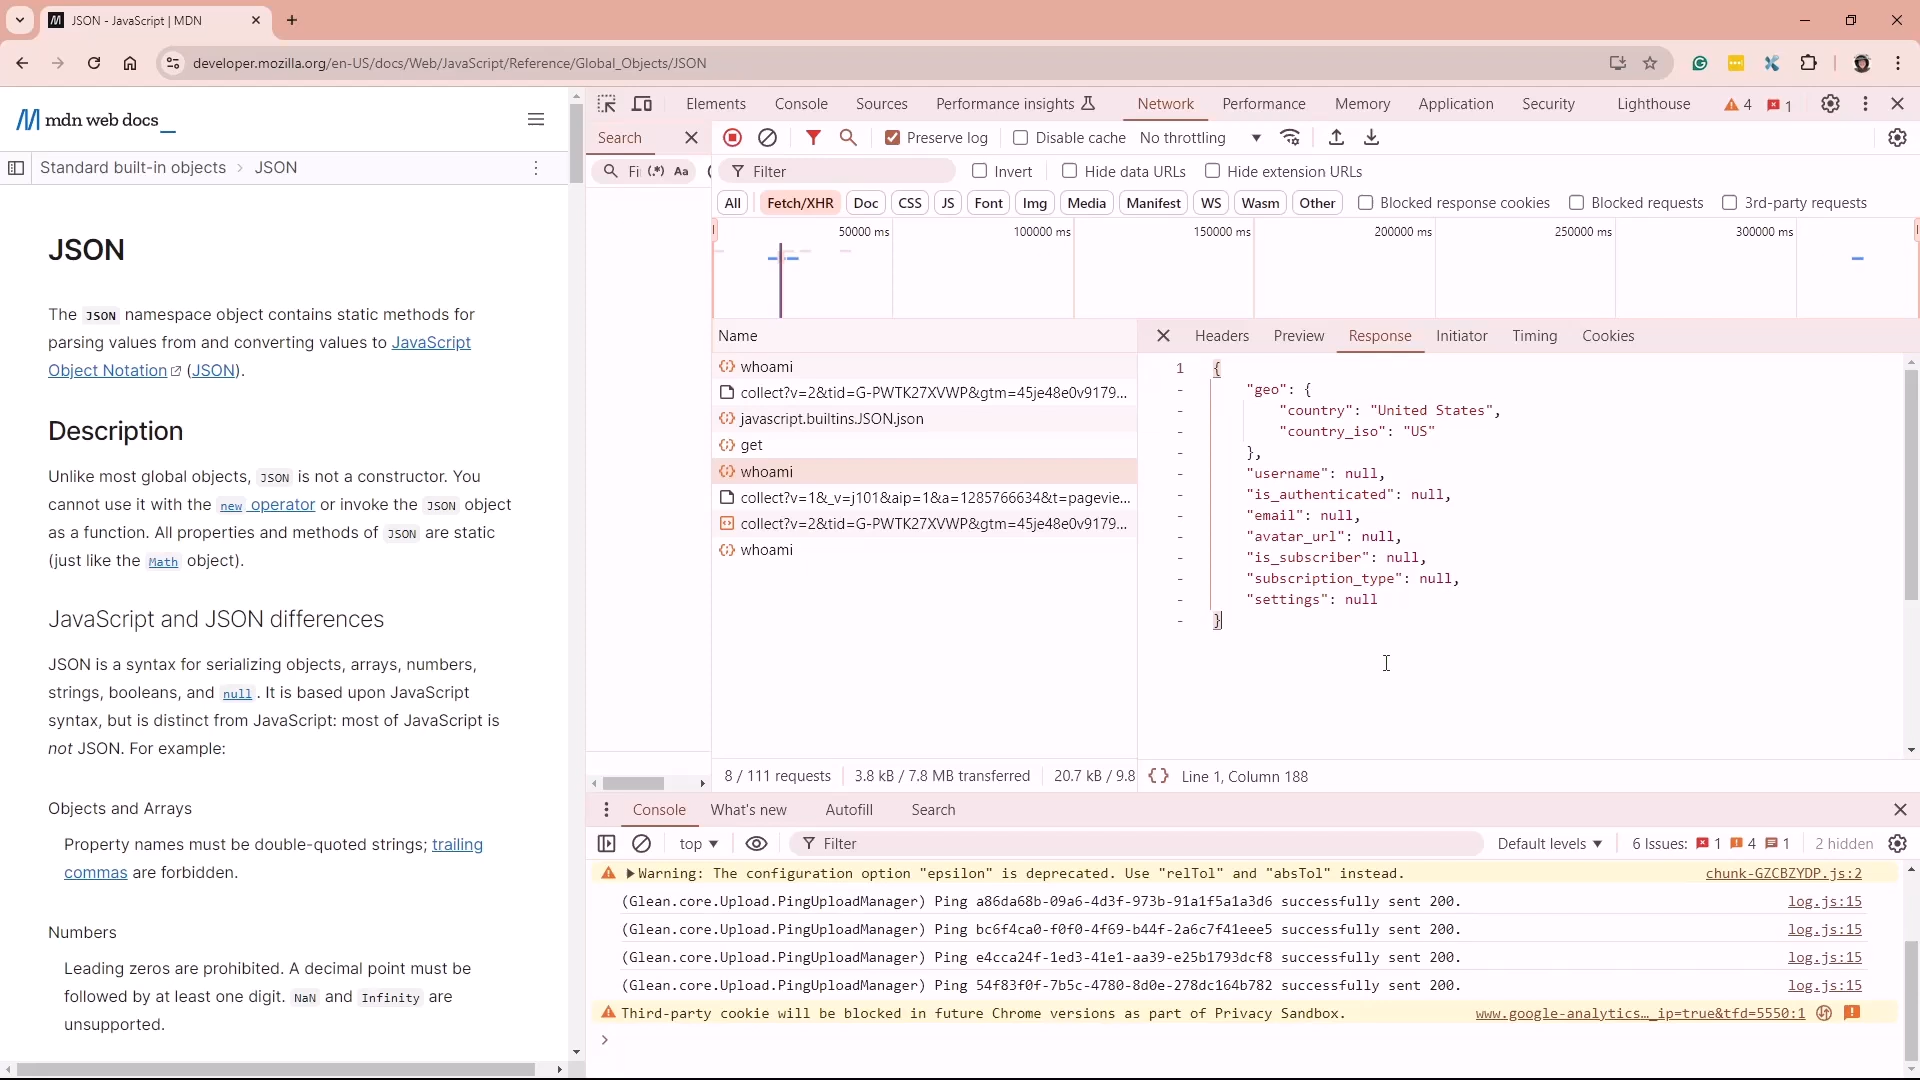 JSON - JavaScript | MDN
developer.mozilla.org/en-US/docs/Web/JavaScript/Reference/Global_Objects/JSON
mdn web docs
Standard built-in objects > JSON
JSON
The JSON namespace object contains static methods for
parsing values from and converting values to JavaScript
Object Notation (JSON).
Description
Unlike most global objects, JSON is not a constructor. You
cannot use it with the new operator or invoke the JSON object
as a function. All properties and methods of JSON are static
(just like the Math object).
JavaScript and JSON differences
JSON is a syntax for serializing objects, arrays, numbers,
strings, booleans, and null. It is based upon JavaScript
syntax, but is distinct from JavaScript: most of JavaScript is
not JSON. For example:
Objects and Arrays
Property names must be double-quoted strings; trailing
commas are forbidden.
Numbers
Leading zeros are prohibited. A decimal point must be
followed by at least one digit. NaN and Infinity are
unsupported.
Elements Console Sources Performance insights Network Performance Memory Application Security Lighthouse 4 1
Search
Preserve log Disable cache No throttling
Fi (.*) Aa
Filter Invert Hide data URLs Hide extension URLs
All Fetch/XHR Doc CSS JS Font Img Media Manifest WS Wasm Other Blocked response cookies Blocked requests 3rd-party requests
50000 ms 100000 ms 150000 ms 200000 ms 250000 ms 300000 ms
Name
whoami
collect?v=2&tid=G-PWTK27XVWP&gtm=45je48e0v9179...
javascript.builtins.JSON.json
get
whoami
collect?v=1&_v=j101&aip=1&a=1285766634&t=pagevie...
collect?v=2&tid=G-PWTK27XVWP&gtm=45je48e0v9179...
whoami
8 / 111 requests 3.8 kB / 7.8 MB transferred 20.7 kB / 9.8
Headers Preview Response Initiator Timing Cookies
1 {
- "geo": {
- "country": "United States",
- "country_iso": "US"
- },
- "username": null,
- "is_authenticated": null,
- "email": null,
- "avatar_url": null,
- "is_subscriber": null,
- "subscription_type": null,
- "settings": null
- }
{} Line 1, Column 188
Console What's new Autofill Search
top Filter Default levels 6 Issues: 1 4 1 2 hidden
Warning: The configuration option "epsilon" is deprecated. Use "relTol" and "absTol" instead. chunk-GZCBZYDP.js:2
(Glean.core.Upload.PingUploadManager) Ping a86da68b-09a6-4d3f-973b-91a1f5a1a3d6 successfully sent 200. log.js:15
(Glean.core.Upload.PingUploadManager) Ping bc6f4ca0-f0f0-4f69-b44f-2a6c7f41eee5 successfully sent 200. log.js:15
(Glean.core.Upload.PingUploadManager) Ping e4cca24f-1ed3-41e1-aa39-e25b1793dcf8 successfully sent 200. log.js:15
(Glean.core.Upload.PingUploadManager) Ping 54f83f0f-7b5c-4780-8d0e-278dc164b782 successfully sent 200. log.js:15
Third-party cookie will be blocked in future Chrome versions as part of Privacy Sandbox. www.google-analytics…_ip=true&tfd=5550:1